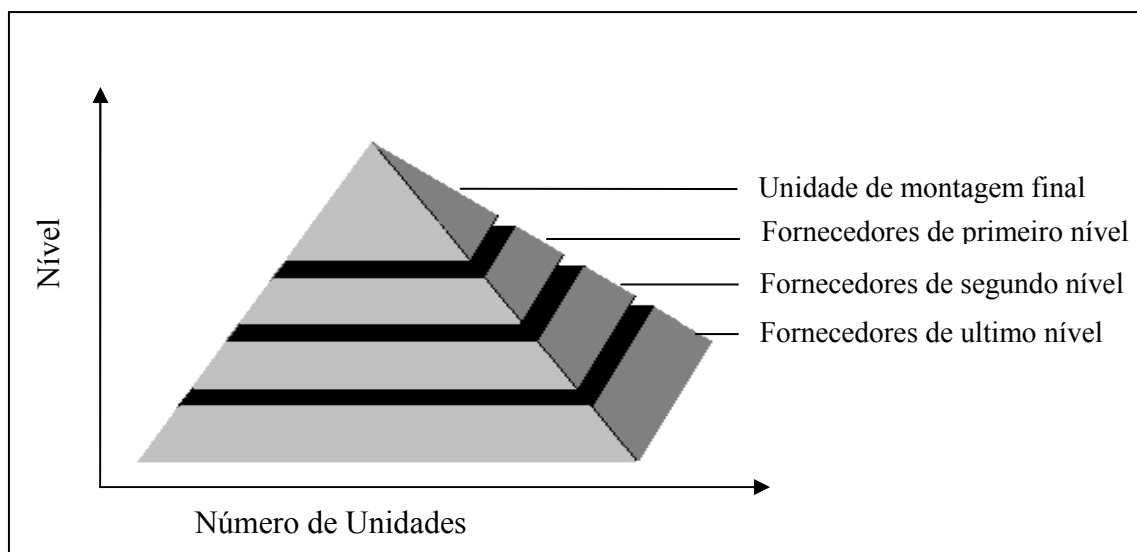 Nível
Unidade de montagem final
Fornecedores de primeiro nível
Fornecedores de segundo nível
Fornecedores de ultimo nível
Número de Unidades